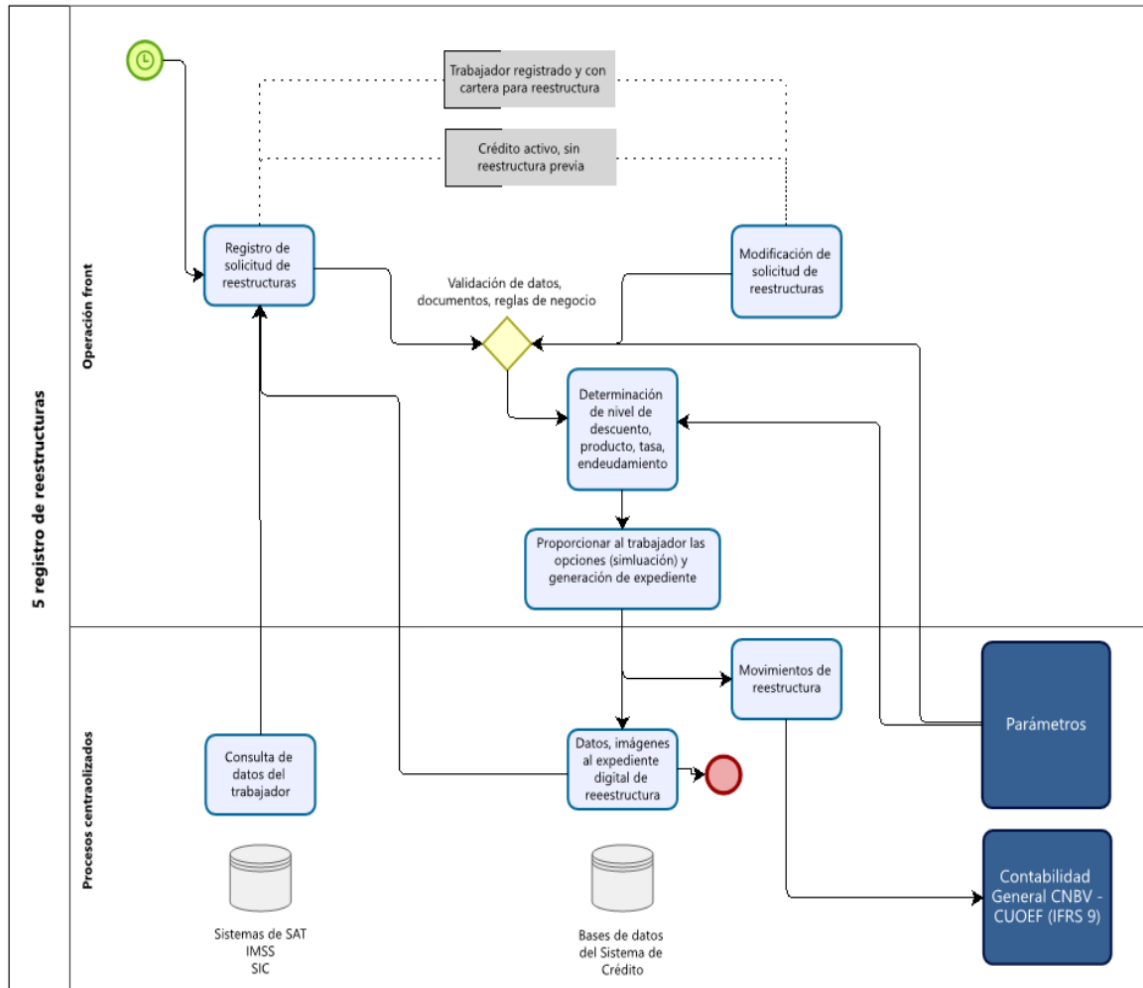 5 registro de reestructuras
Operación front
Trabajador registrado y con
cartera para reestructura
Crédito activo, sin
reestructura previa
Registro de
solicitud de
reestructuras
Validación de datos,
documentos, reglas de negocio
Modificación de
solicitud de
reestructuras
Determinación
de nivel de
descuento,
producto, tasa,
endeudamiento
Proporcionar al trabajador las
opciones (simluación) y
generación de expediente
Procesos centraolizados
Movimientos de
reestructura
Parámetros
Consulta de
datos del
trabajador
Datos, imágenes
al expediente
digital de
reeestructura
Contabilidad
General CNBV -
CUOEF (IFRS 9)
Sistemas de SAT
IMSS
SIC
Bases de datos
del Sistema de
Crédito